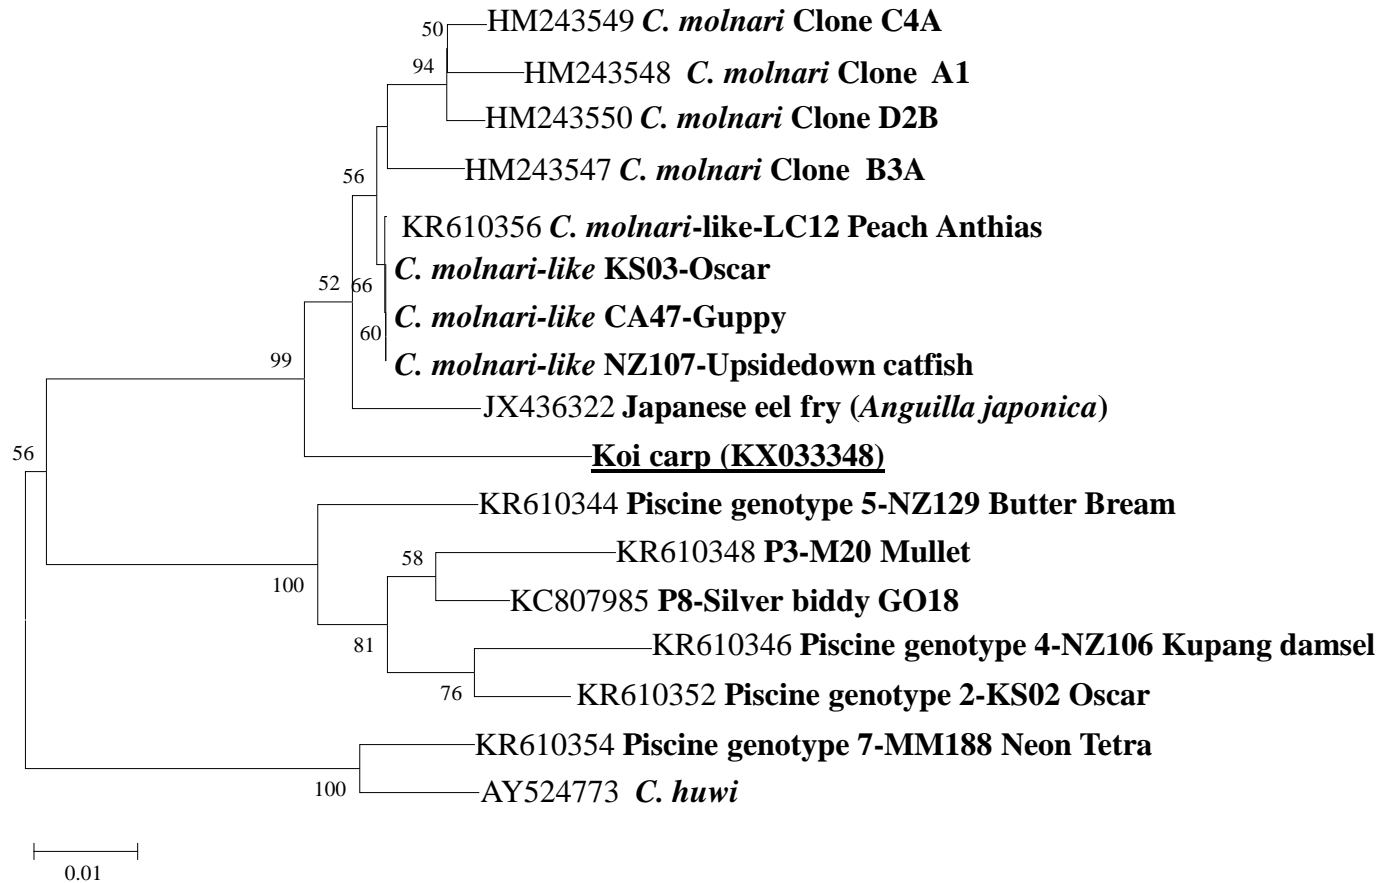 50
HM243549 C. molnari Clone C4A
94
HM243548 C. molnari Clone A1
HM243550 C. molnari Clone D2B
HM243547 C. molnari Clone B3A
56
KR610356 C. molnari-like-LC12 Peach Anthias
C. molnari-like KS03-Oscar
52
66
C. molnari-like CA47-Guppy
60
C. molnari-like NZ107-Upsidedown catfish
99
JX436322 Japanese eel fry (Anguilla japonica)
56
Koi carp (KX033348)
KR610344 Piscine genotype 5-NZ129 Butter Bream
58
KR610348 P3-M20 Mullet
100
KC807985 P8-Silver biddy GO18
81
KR610346 Piscine genotype 4-NZ106 Kupang damsel
76
KR610352 Piscine genotype 2-KS02 Oscar
KR610354 Piscine genotype 7-MM188 Neon Tetra
100
AY524773 C. huwi
0.01